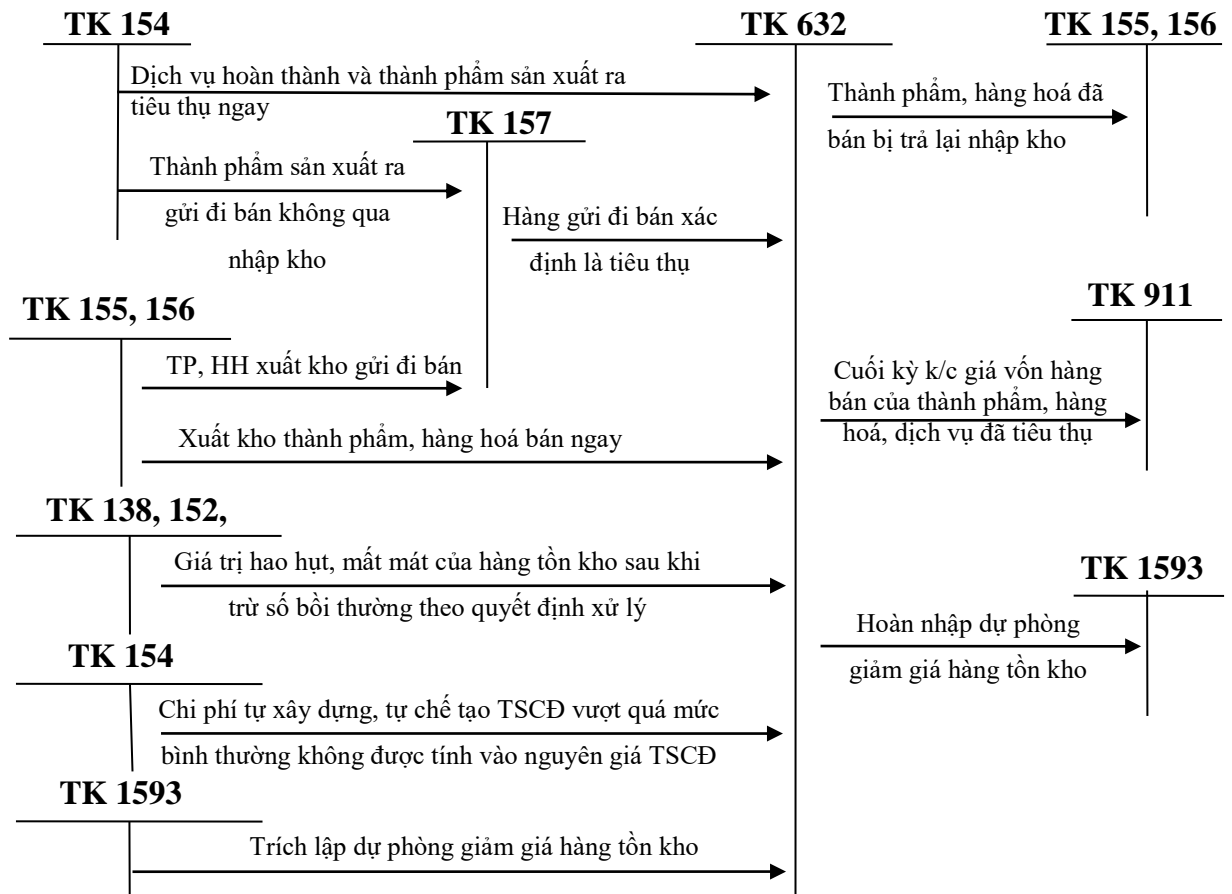 TK 154
TK 632
TK 155, 156
Dịch vụ hoàn thành và thành phẩm sản xuất ra
tiêu thụ ngay
Thành phẩm, hàng hoá đã
bán bị trả lại nhập kho
TK 157
Thành phẩm sản xuất ra
gửi đi bán không qua
nhập kho
Hàng gửi đi bán xác
định là tiêu thụ
TK 155, 156
TK 911
TP, HH xuất kho gửi đi bán
Cuối kỳ k/c giá vốn hàng
bán của thành phẩm, hàng
hoá, dịch vụ đã tiêu thụ
Xuất kho thành phẩm, hàng hoá bán ngay
TK 138, 152,
Giá trị hao hụt, mất mát của hàng tồn kho sau khi
trừ số bồi thường theo quyết định xử lý
TK 1593
Hoàn nhập dự phòng
giảm giá hàng tồn kho
TK 154
Chi phí tự xây dựng, tự chế tạo TSCĐ vượt quá mức
bình thường không được tính vào nguyên giá TSCĐ
TK 1593
Trích lập dự phòng giảm giá hàng tồn kho